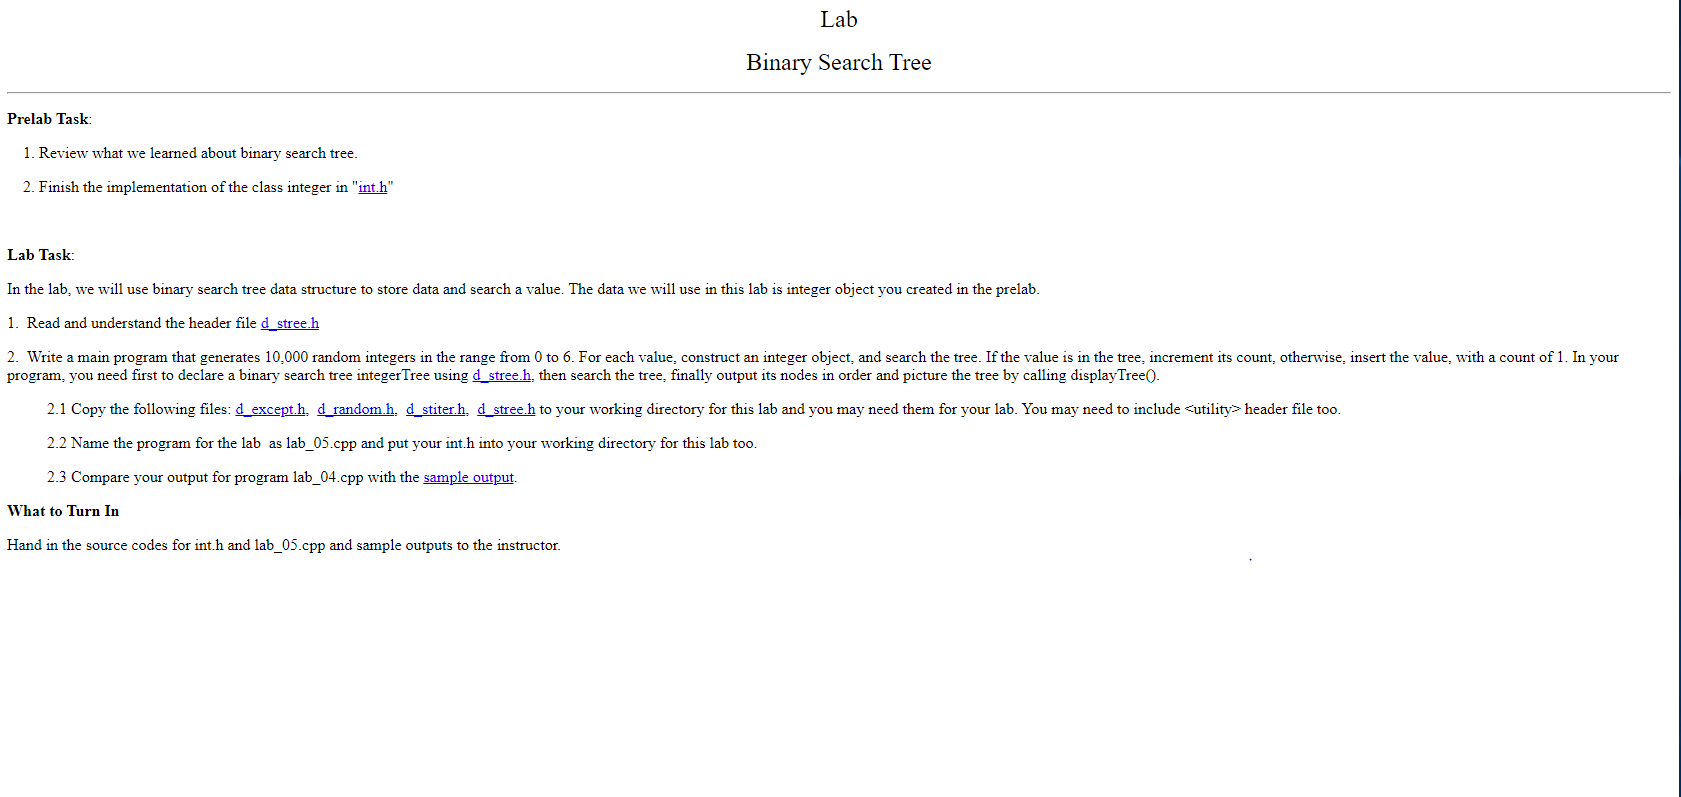 Lab
Binary Search Tree
Prelab Task:
1. Review what we learned about binary search tree.
2. Finish the implementation of the class integer in "int.h"
Lab Task:
In the lab, we will use binary search tree data structure to store data and search a value. The data we will use in this lab is integer object you created in the prelab.
1. Read and understand the header file d_stree.h
2. Write a main program that generates 10,000 random integers in the range from 0 to 6. For each value, construct an integer object, and search the tree. If the value is in the tree, increment its count, otherwise, insert the value, with a count of 1. In your
program, you need first to declare a binary search tree integerTree using d_stree.h, then search the tree, finally output its nodes in order and picture the tree by calling displayTree().
2.1 Copy the following files: d_except.h, d_random.h, d_stiter.h, d_stree.h to your working directory for this lab and you may need them for your lab. You may need to include <utility> header file too.
2.2 Name the program for the lab as lab_05.cpp and put your int.h into your working directory for this lab too.
2.3 Compare your output for program lab_04.cpp with the sample output.
What to Turn In
Hand in the source codes for int.h and lab_05.cpp and sample outputs to the instructor.